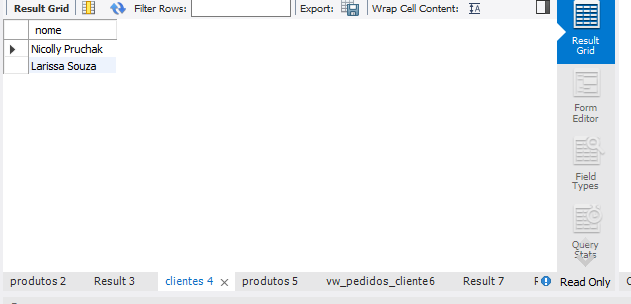 Result Grid Filter Rows: Export: Wrap Cell Content:
nome
Nicolly Pruchak
Larissa Souza
Result
Grid
Form
Editor
Field
Types
Query
Stats
produtos 2 Result 3 clientes 4 produtos 5 vw_pedidos_cliente6 Result 7 Read Only